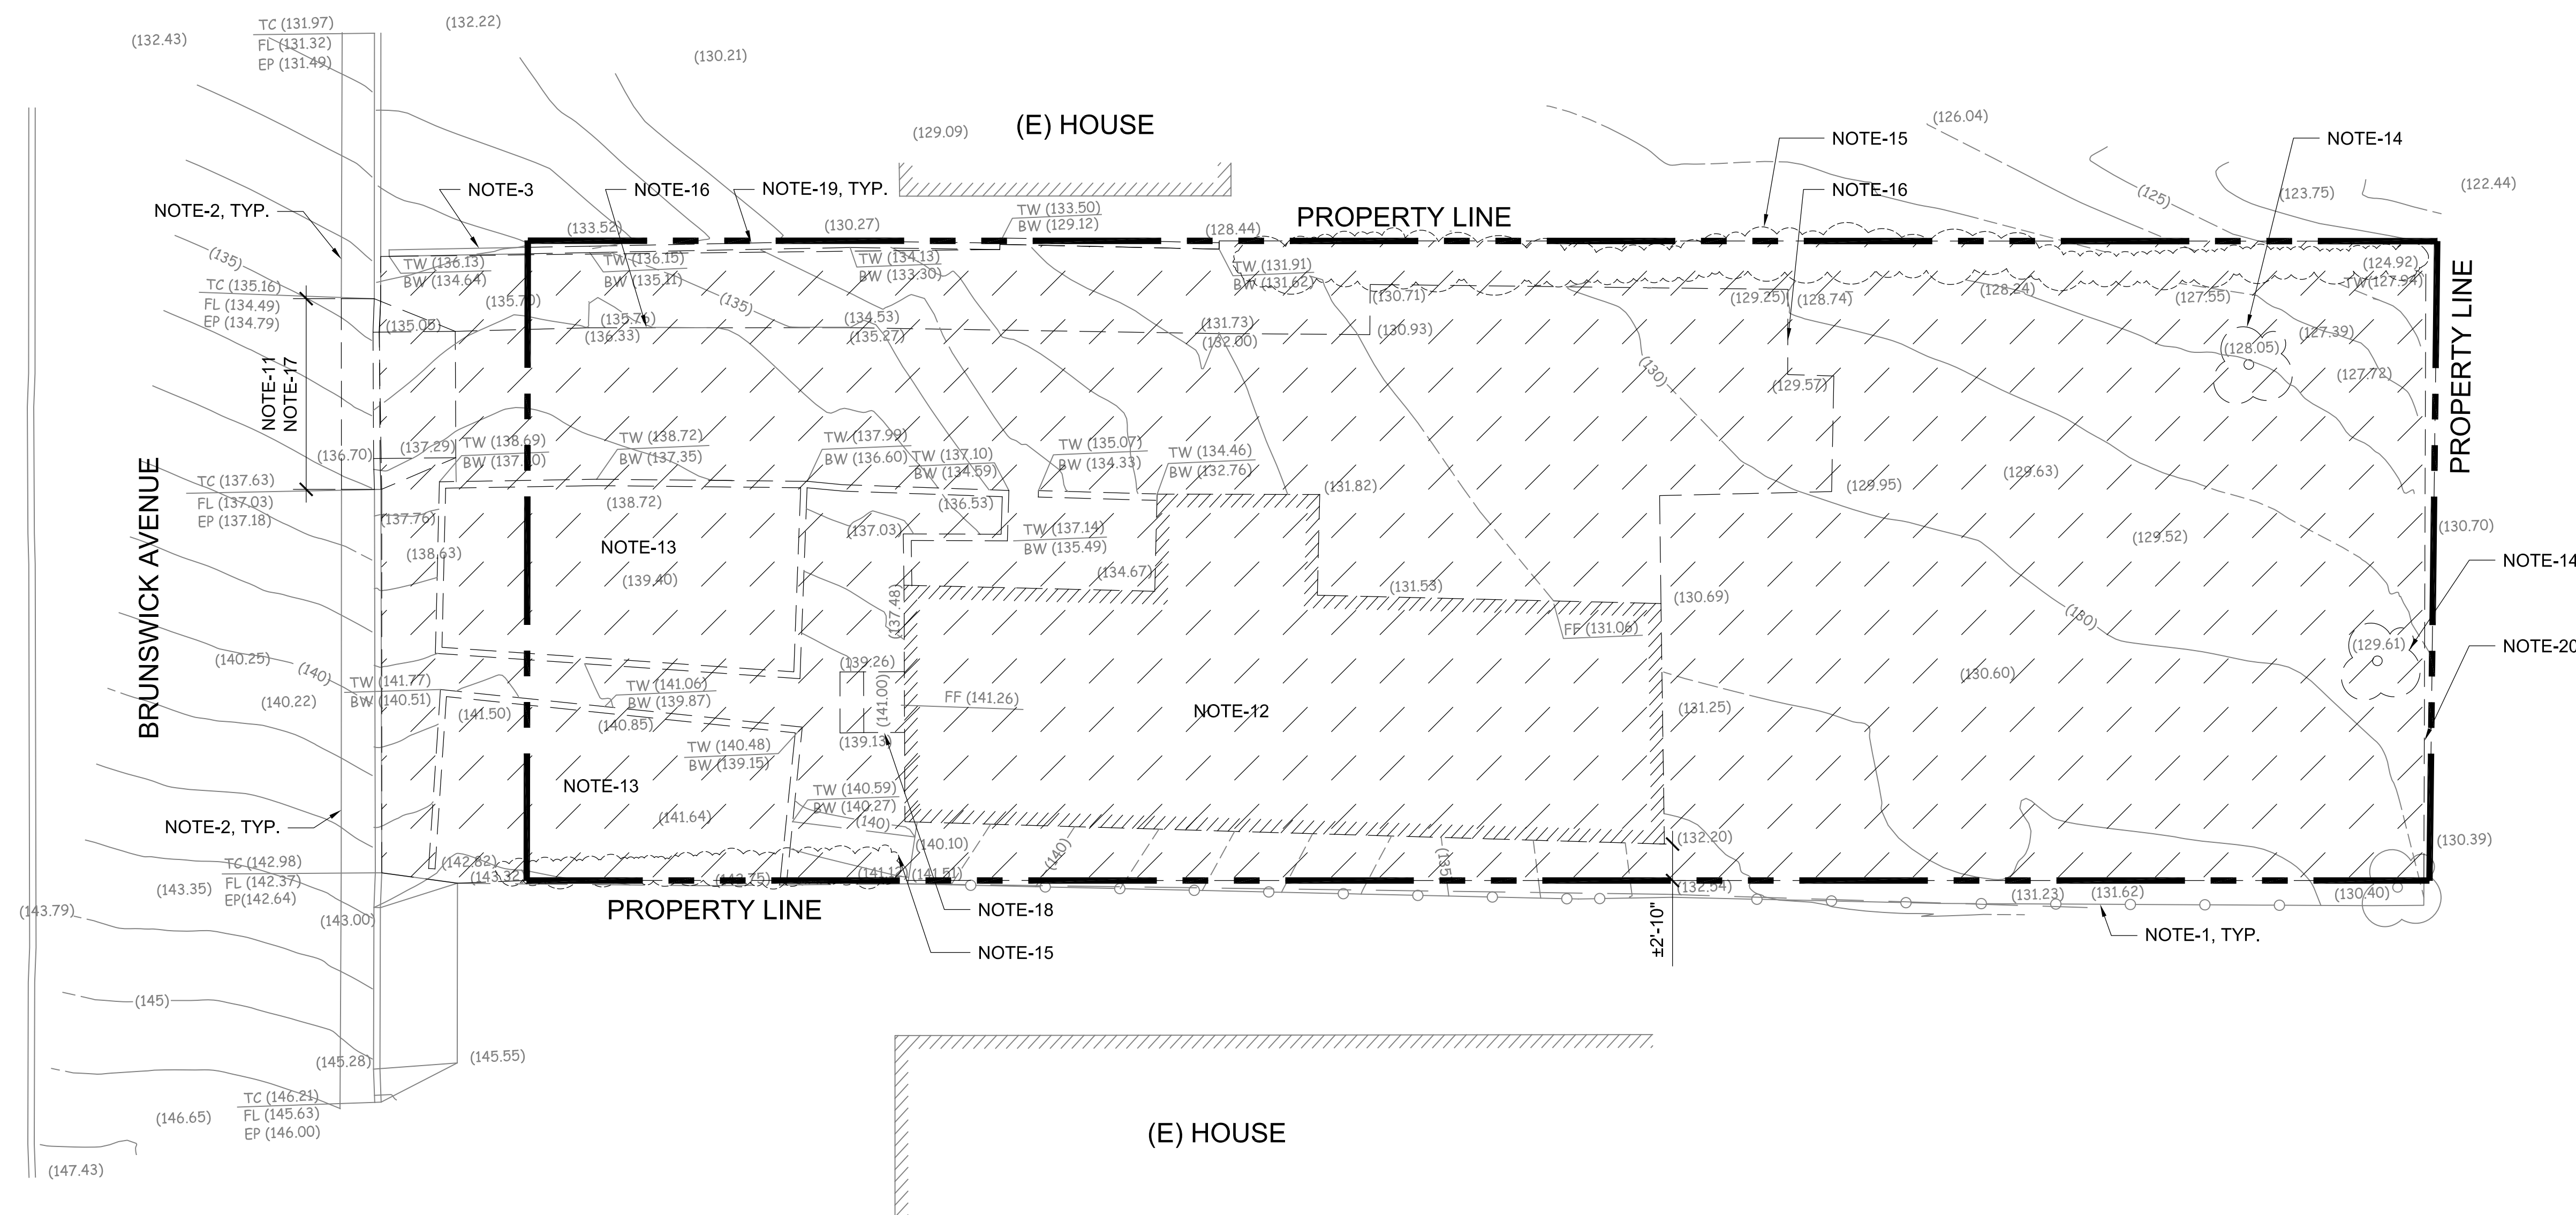 TC (131.97)
FL (131.32)
EP (131.49)
(132.43)
(132.22)
(130.21)
(129.09)
(E) HOUSE
(126.04)
NOTE-15
NOTE-14
NOTE-3
NOTE-16
NOTE-19, TYP.
NOTE-16
(125)
(123.75)
(122.44)
NOTE-2, TYP.
(133.52)
(130.27)
TW (133.50)
BW (129.12)
(128.44)
PROPERTY LINE
(135)
TW (136.13)
BW (134.64)
TW (136.15)
BW (135.11)
TW (134.13)
BW (133.30)
TW (131.91)
BW (131.62)
(124.92)
TW (127.94)
PROPERTY LINE
TC (135.16)
FL (134.49)
EP (134.79)
(135.70)
(135)
(130.71)
(129.25)
(128.74)
(128.24)
(127.55)
(135.05)
(135.76)
(136.33)
(134.53)
(135.27)
(131.73)
(132.00)
(130.93)
(127.39)
(128.05)
NOTE-11
NOTE-17
(130)
(129.57)
(127.72)
(136.70)
(137.29)
TW (138.69)
BW (137.10)
TW (138.72)
BW (137.35)
TW (137.99)
BW (136.60)
TW (137.10)
BW (134.59)
TW (135.07)
BW (134.33)
TW (134.46)
BW (132.76)
(131.82)
(129.95)
(129.63)
TC (137.63)
FL (137.03)
EP (137.18)
(137.76)
(138.72)
(136.53)
(138.63)
NOTE-13
(137.03)
TW (137.14)
BW (135.49)
(129.52)
(130.70)
(139.40)
(134.67)
(131.53)
NOTE-14
BRUNSWICK AVENUE
(137.48)
(130.69)
(130)
FF (131.06)
(129.61)
NOTE-20
(140.25)
(140)
(139.26)
(130.60)
TW (141.77)
BW (140.51)
(140.22)
TW (141.06)
BW (139.87)
(141.00)
FF (141.26)
(141.50)
(140.85)
NOTE-12
(131.25)
TW (140.48)
BW (139.15)
(139.13)
NOTE-13
TW (140.59)
BW (140.27)
(141.64)
(140)
NOTE-2, TYP.
(140.10)
(140)
(135)
(132.20)
(130.39)
TC (142.98)
FL (142.37)
EP(142.64)
(142.82)
(143.32)
(141.51)
(132.54)
(131.23)
(131.62)
(130.40)
(143.35)
(143.79)
(143.00)
PROPERTY LINE
NOTE-18
±2'-10"
NOTE-1, TYP.
NOTE-15
(145)
(145.28)
(145.55)
TC (146.21)
FL (145.63)
EP (146.00)
(146.65)
(E) HOUSE
(147.43)